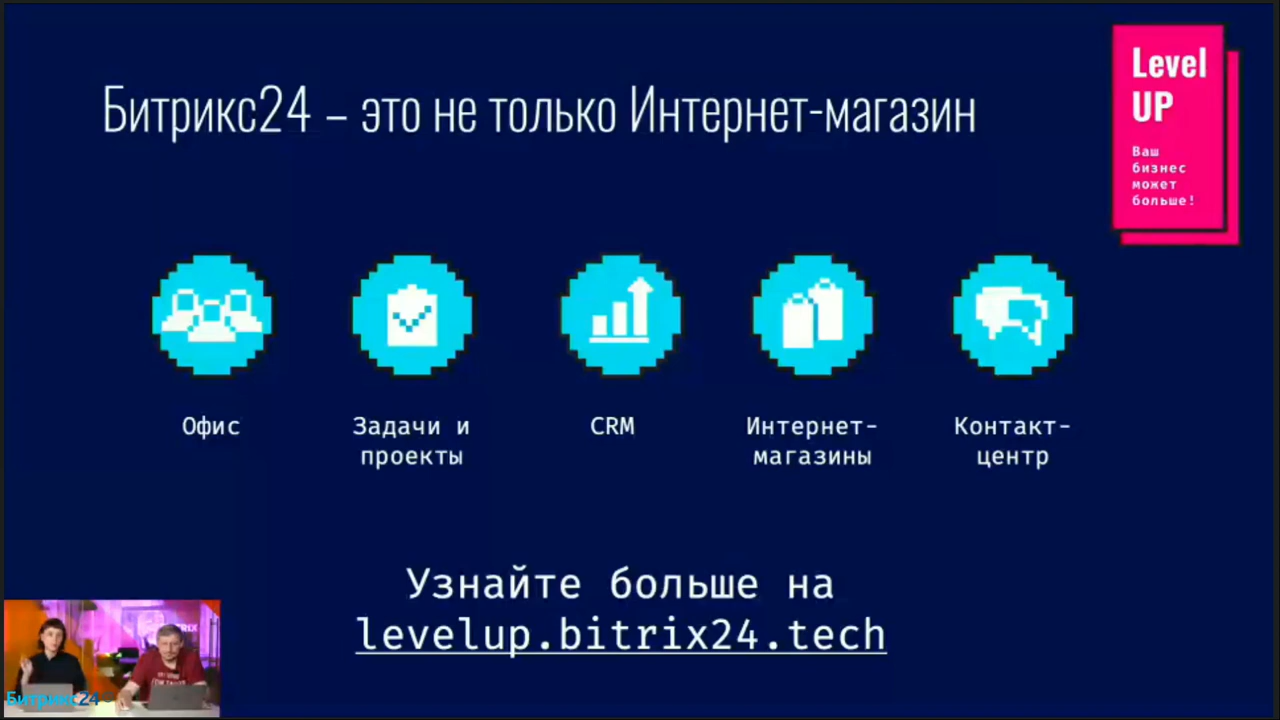 Битрикс24 – это не только Интернет-магазин
Level
UP
Ваш
бизнес
может
больше!
Офис
Задачи и
проекты
CRM
Интернет-
магазины
Контакт-
центр
Узнайте больше на
levelup.bitrix24.tech
Битрикс24